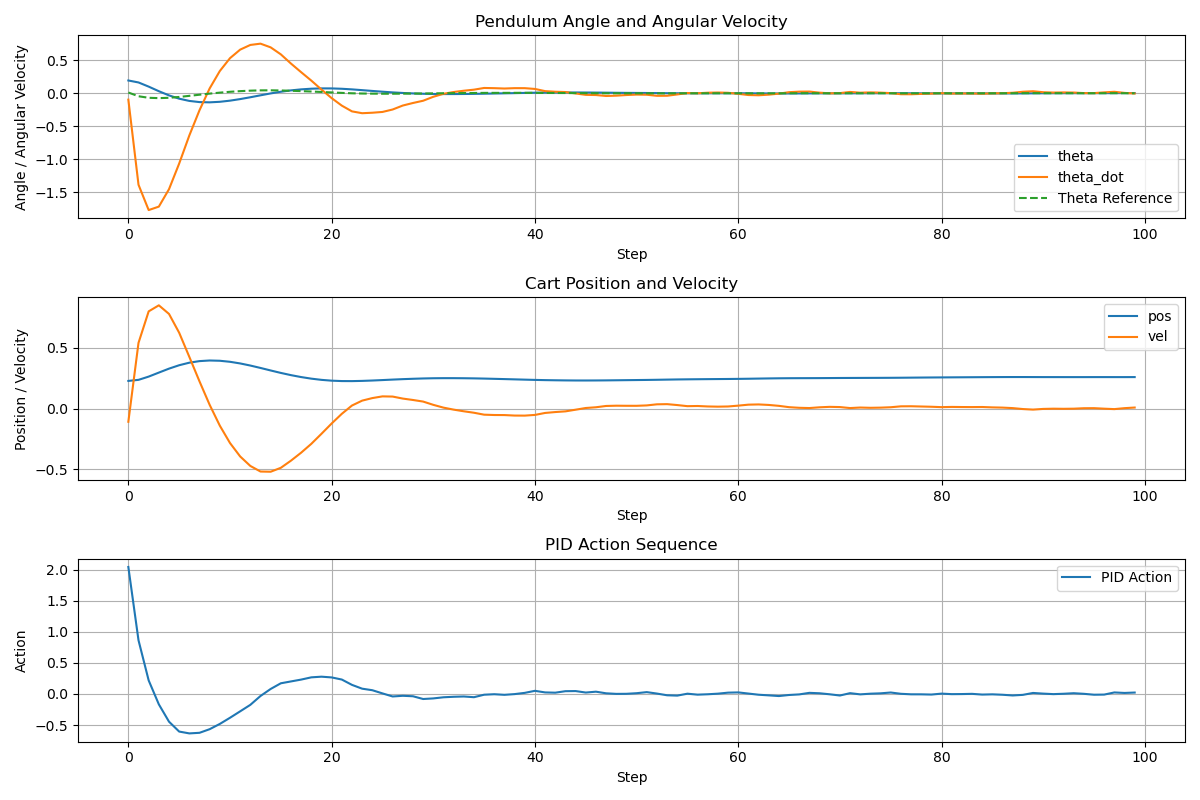 Pendulum Angle and Angular Velocity
Angle / Angular Velocity
0.5
0.0
−0.5
−1.0
−1.5
theta
theta_dot
Theta Reference
0 20 40 60 80 100
Step
Cart Position and Velocity
Position / Velocity
0.5
0.0
−0.5
pos
vel
0 20 40 60 80 100
Step
PID Action Sequence
Action
2.0
1.5
1.0
0.5
0.0
−0.5
PID Action
0 20 40 60 80 100
Step